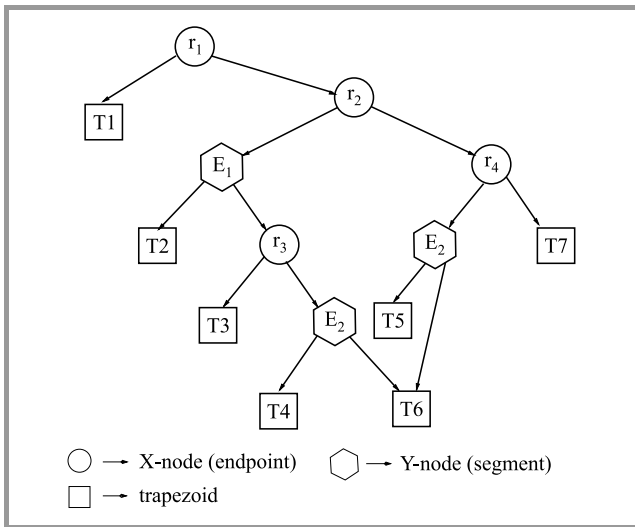 r1
r2
T1
E1
r4
T2
r3
E2
T7
T3
E2
T5
T4
T6
X-node (endpoint)
Y-node (segment)
trapezoid